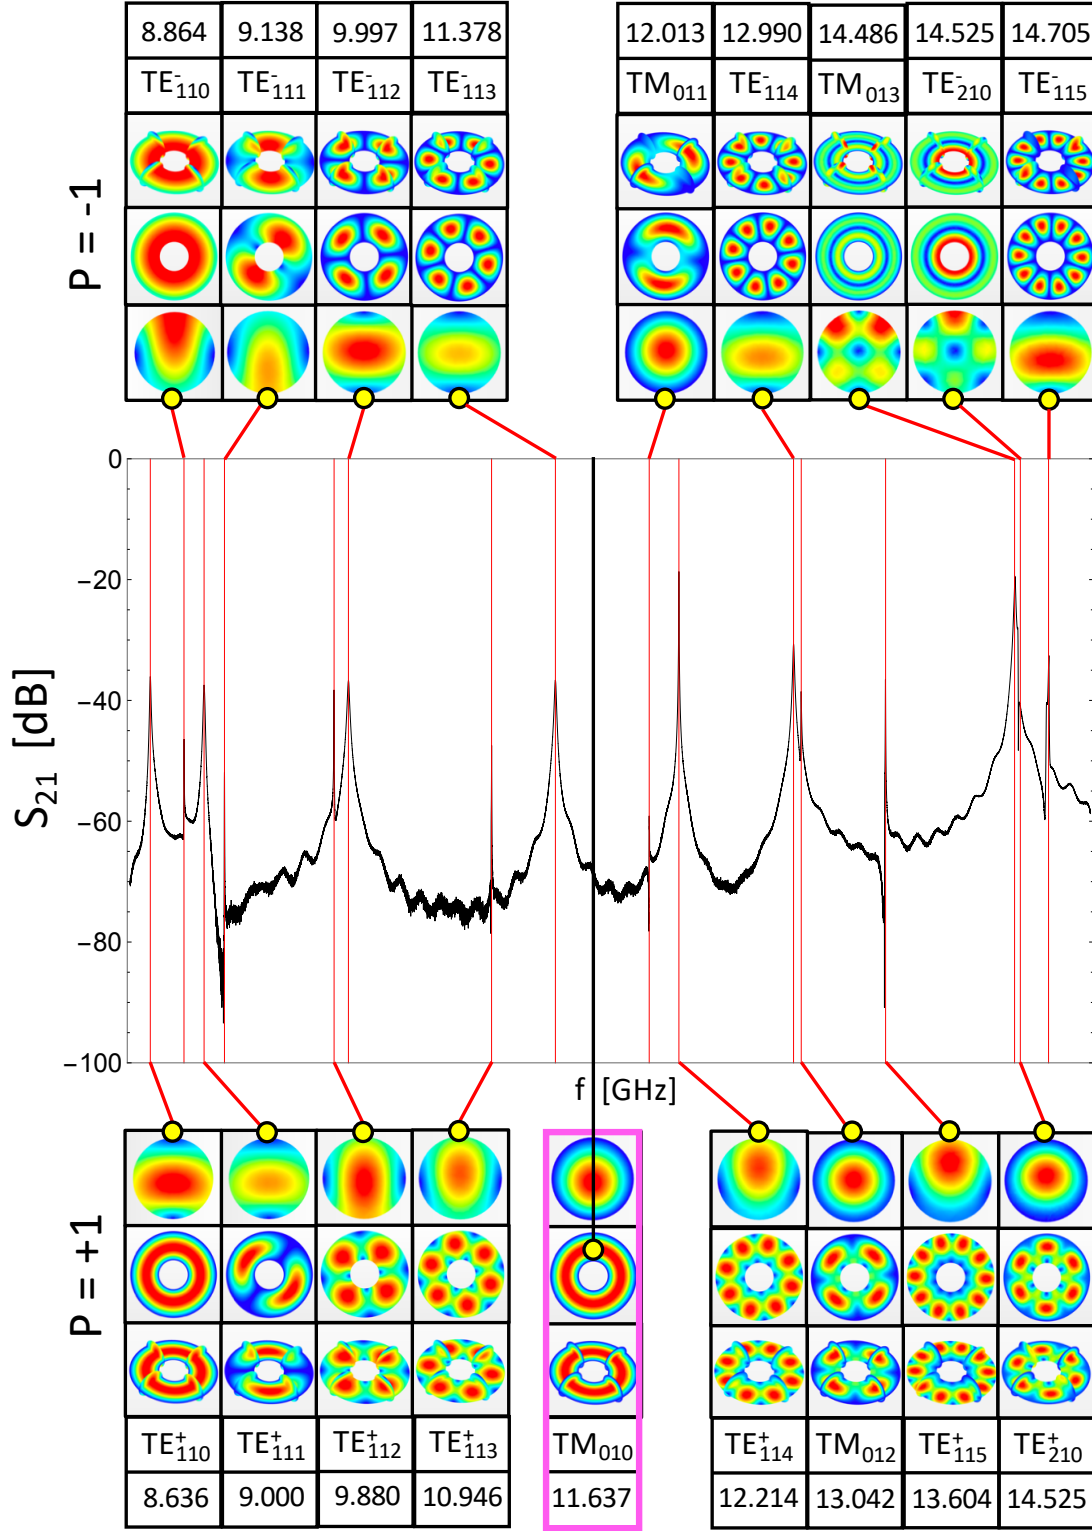 8.864 9.138 9.997 11.378 12.013 12.990 14.486 14.525 14.705
TE⁻₁₁₀ TE⁻₁₁₁ TE⁻₁₁₂ TE⁻₁₁₃ TM₀₁₁ TE⁻₁₁₄ TM₀₁₃ TE⁻₂₁₀ TE⁻₁₁₅
P = -1
0
−20
−40
−60
−80
−100
S₂₁ [dB]
f [GHz]
P = +1
TE⁺₁₁₀ TE⁺₁₁₁ TE⁺₁₁₂ TE⁺₁₁₃ TM₀₁₀ TE⁺₁₁₄ TM₀₁₂ TE⁺₁₁₅ TE⁺₂₁₀
8.636 9.000 9.880 10.946 11.637 12.214 13.042 13.604 14.525